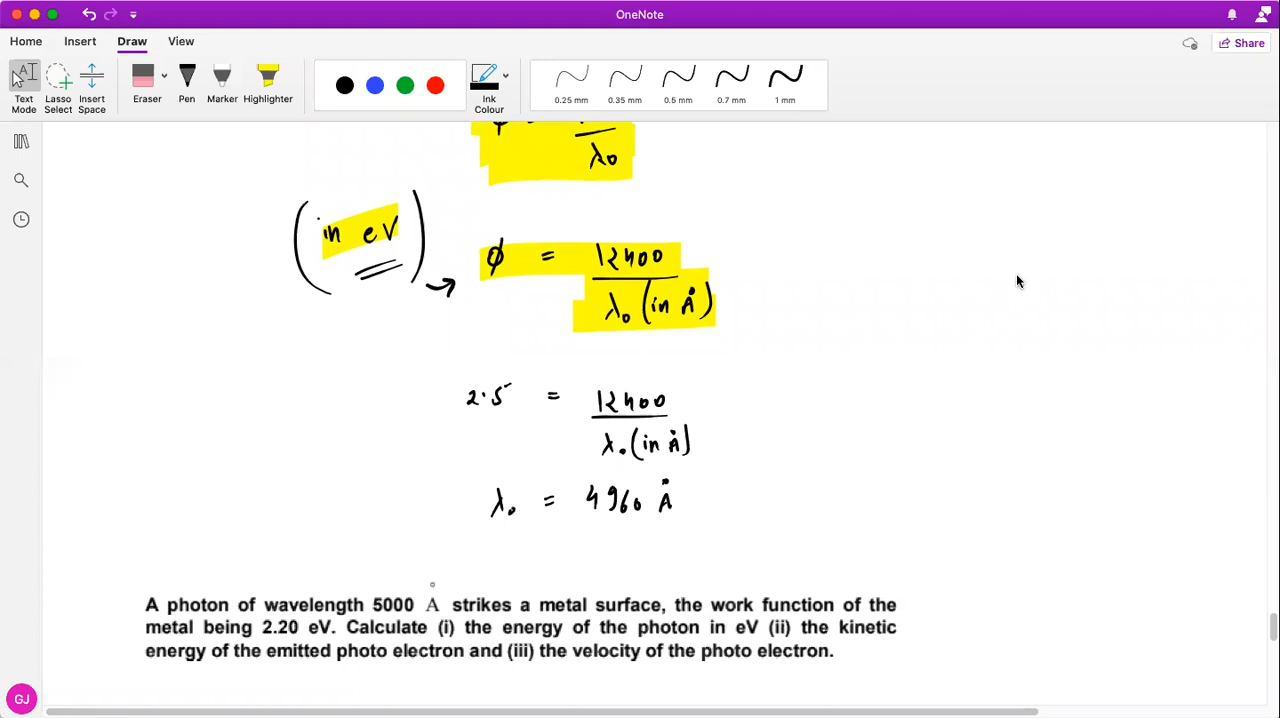 OneNote
Home Insert Draw View
Share
Text Mode
Lasso Select
Insert Space
Eraser
Pen
Marker
Highlighter
Ink Colour
0.25 mm
0.35 mm
0.5 mm
0.7 mm
1 mm
λ₀
(in eV) → ϕ = 12400
λ₀ (in Å)
2.5 = 12400
λ₀ (in Å)
λ₀ = 4960 Å
A photon of wavelength 5000 Å strikes a metal surface, the work function of the
metal being 2.20 eV. Calculate (i) the energy of the photon in eV (ii) the kinetic
energy of the emitted photo electron and (iii) the velocity of the photo electron.
GJ